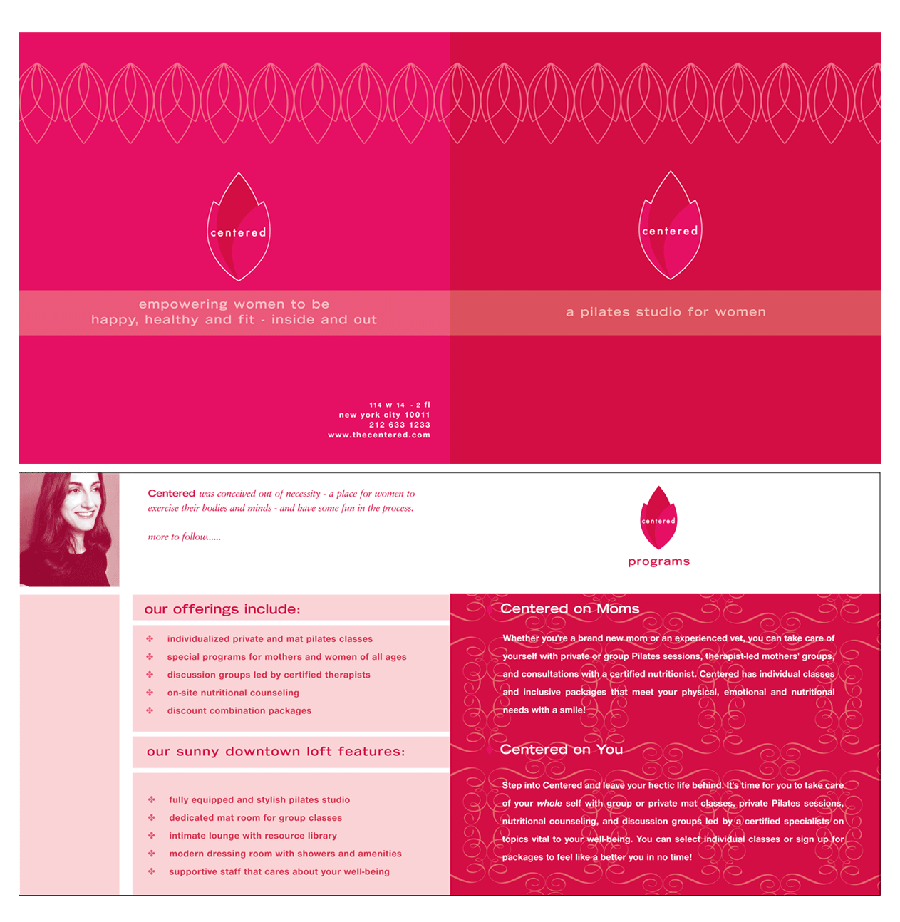 centered
empowering women to be
happy, healthy and fit - inside and out
114 w 14 - 2 fl
new york city 10011
212 633 1233
www.thecentered.com
centered
a pilates studio for women
Centered was conceived out of necessity - a place for women to
exercise their bodies and minds - and have some fun in the process.
more to follow......
our offerings include:
individualized private and mat pilates classes
special programs for mothers and women of all ages
discussion groups led by certified therapists
on-site nutritional counseling
discount combination packages
our sunny downtown loft features:
fully equipped and stylish pilates studio
dedicated mat room for group classes
intimate lounge with resource library
modern dressing room with showers and amenities
supportive staff that cares about your well-being
centered
programs
Centered on Moms
Whether you're a brand new mom or an experienced vet, you can take care of
yourself with private or group Pilates sessions, therapist-led mothers' groups,
and consultations with a certified nutritionist. Centered has individual classes
and inclusive packages that meet your physical, emotional and nutritional
needs with a smile!
Centered on You
Step into Centered and leave your hectic life behind. It's time for you to take care
of your whole self with group or private mat classes, private Pilates sessions,
nutritional counseling, and discussion groups led by a certified specialists on
topics vital to your well-being. You can select individual classes or sign up for
packages to feel like a better you in no time!